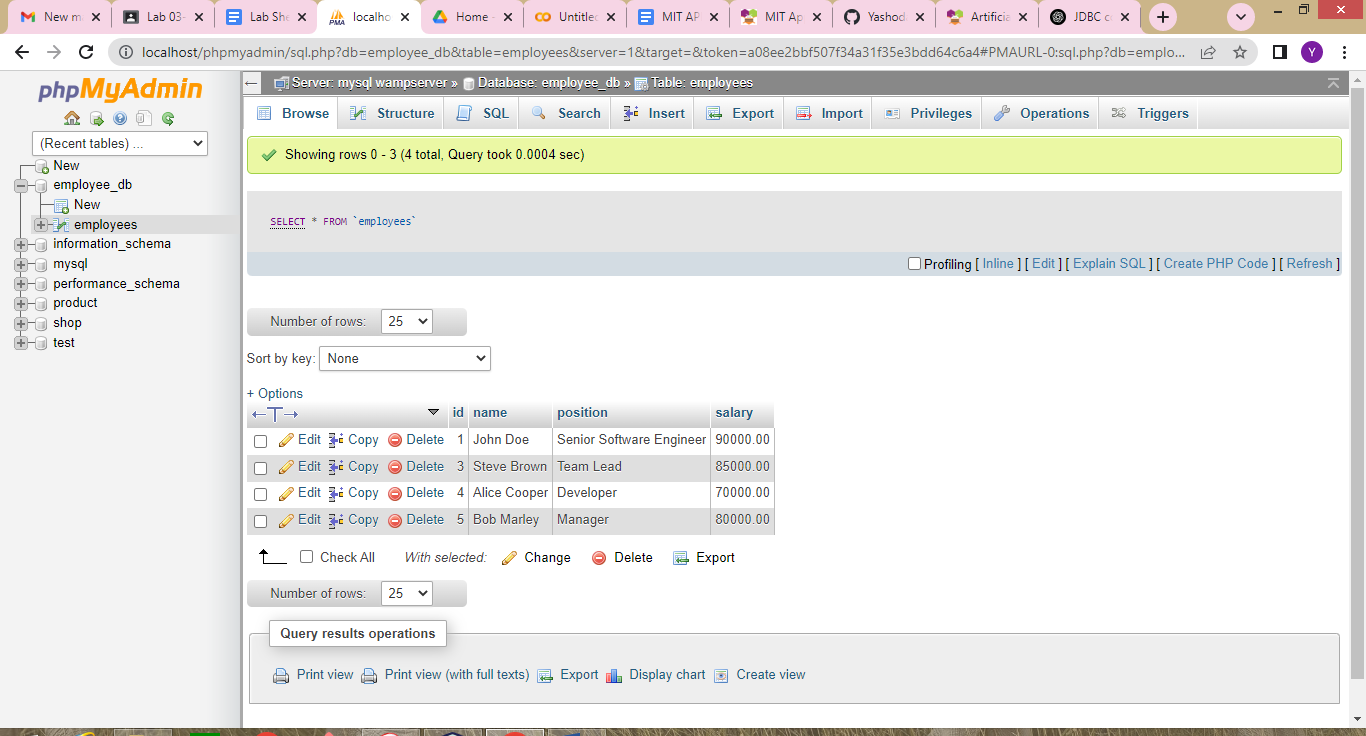 New ma
Lab 03-
Lab She
localho
Home -
Untitled
MIT AP
MIT Ap
Yashoda
Artificia
JDBC c
localhost/phpmyadmin/sql.php?db=employee_db&table=employees&server=1&target=&token=a08ee2bbf507f34a31f35e3bdd64c6a4#PMAURL-0:sql.php?db=emplo...
Y
phpMyAdmin
(Recent tables) ...
New
employee_db
New
employees
information_schema
mysql
performance_schema
product
shop
test
Server: mysql wampserver » Database: employee_db » Table: employees
Browse Structure SQL Search Insert Export Import Privileges Operations Triggers
Showing rows 0 - 3 (4 total, Query took 0.0004 sec)
SELECT * FROM `employees`
Profiling [ Inline ] [ Edit ] [ Explain SQL ] [ Create PHP Code ] [ Refresh ]
Number of rows: 25
Sort by key: None
+ Options
←T→ id name position salary
Edit Copy Delete 1 John Doe Senior Software Engineer 90000.00
Edit Copy Delete 3 Steve Brown Team Lead 85000.00
Edit Copy Delete 4 Alice Cooper Developer 70000.00
Edit Copy Delete 5 Bob Marley Manager 80000.00
Check All With selected: Change Delete Export
Number of rows: 25
Query results operations
Print view Print view (with full texts) Export Display chart Create view